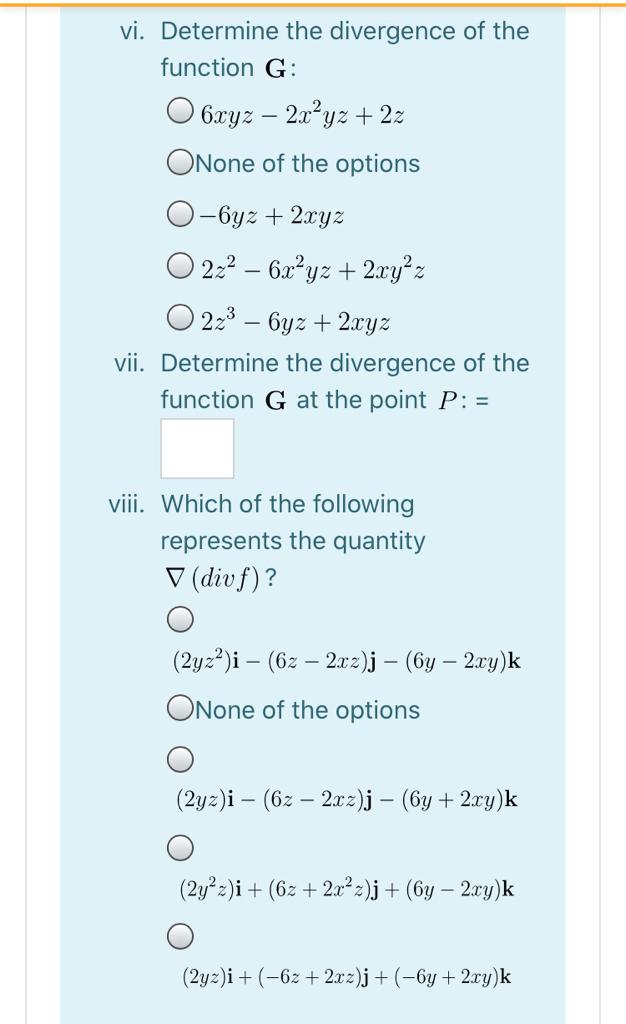 vi. Determine the divergence of the
function G:
6xyz − 2x²yz + 2z
None of the options
−6yz + 2xyz
2z² − 6x²yz + 2xy²z
2z³ − 6yz + 2xyz
vii. Determine the divergence of the
function G at the point P: =
viii. Which of the following
represents the quantity
∇ (divf)?
(2yz²)i − (6z − 2xz)j − (6y − 2xy)k
None of the options
(2yz)i − (6z − 2xz)j − (6y + 2xy)k
(2y²z)i + (6z + 2x²z)j + (6y − 2xy)k
(2yz)i + (−6z + 2xz)j + (−6y + 2xy)k